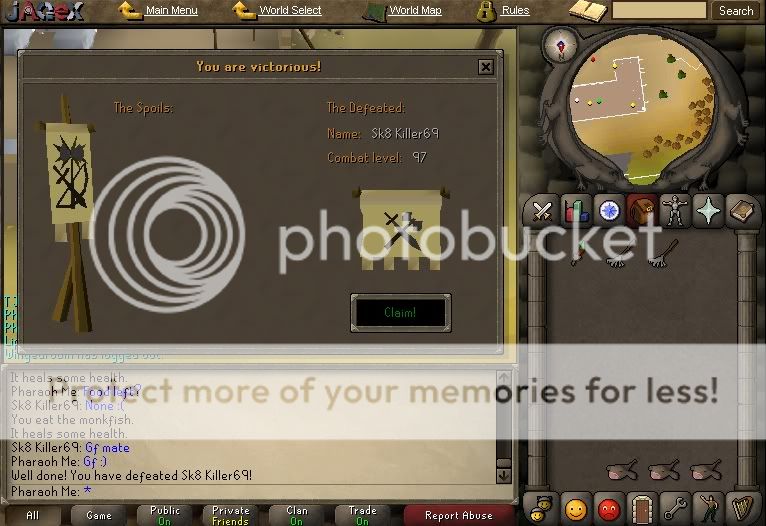 JAGEX Main Menu World Select World Map Rules Search
You are victorious!
The Spoils:
The Defeated:
Name: Sk8 Killer69
Combat level: 97
Claim!
photobucket
Protect more of your memories for less!
has logged out.
It heals some health.
Pharaoh Me: Food left?
Sk8 Killer69: None :(
You eat the monkfish.
It heals some health.
Sk8 Killer69: Gf mate
Pharaoh Me: Gf :)
Well done! You have defeated Sk8 Killer69!
Pharaoh Me: *
All Game Public On Private Friends Clan On Trade On Report Abuse